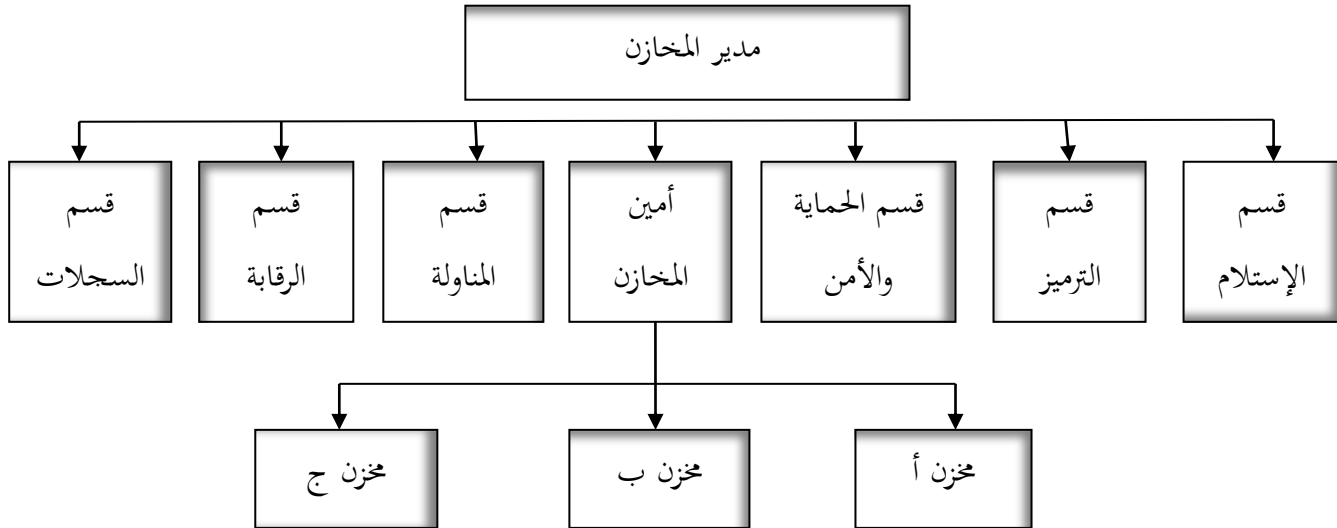 مدير المخازن
قسم
الإستلام
قسم
الترميز
قسم الحماية
والأمن
أمين
المخازن
قسم
المناولة
قسم
الرقابة
قسم
السجلات
مخزن أ
مخزن ب
مخزن ج